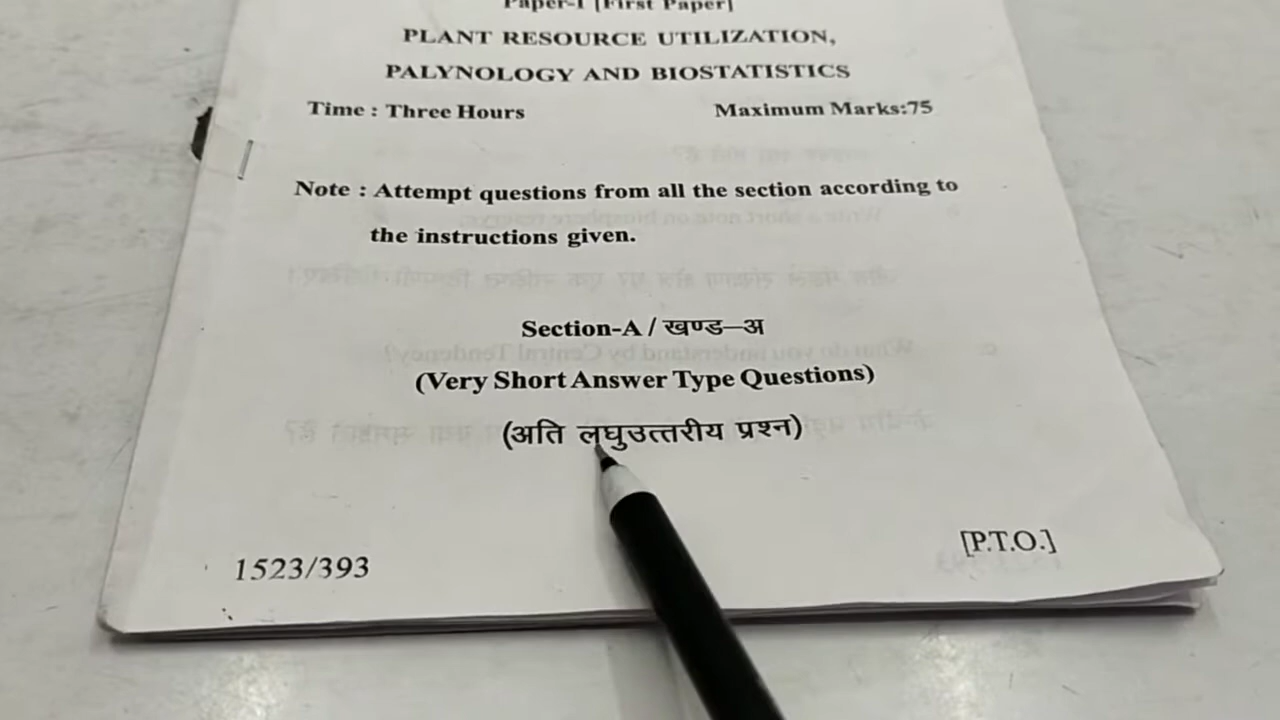 Paper-I [First Paper]
PLANT RESOURCE UTILIZATION,
PALYNOLOGY AND BIOSTATISTICS
Time : Three Hours Maximum Marks:75
Note : Attempt questions from all the section according to
the instructions given.
Section-A / खण्ड—अ
(Very Short Answer Type Questions)
(अति लघुउत्तरीय प्रश्न)
1523/393 [P.T.O.]